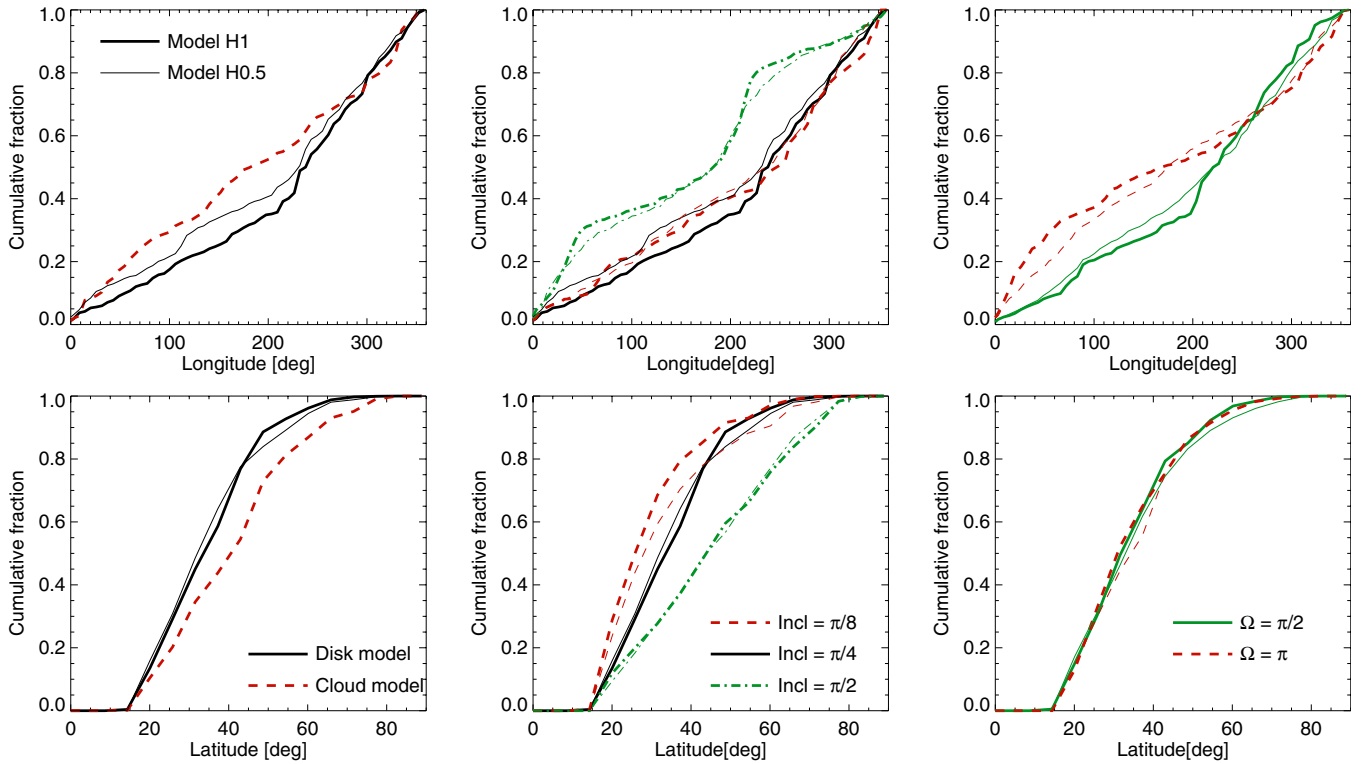 1.0
0.8
0.6
0.4
0.2
0.0
Cumulative fraction
0 100 200 300
Longitude [deg]
Model H1
Model H0.5
1.0
0.8
0.6
0.4
0.2
0.0
Cumulative fraction
0 100 200 300
Longitude[deg]
1.0
0.8
0.6
0.4
0.2
0.0
Cumulative fraction
0 100 200 300
Longitude[deg]
1.0
0.8
0.6
0.4
0.2
0.0
Cumulative fraction
0 20 40 60 80
Latitude [deg]
Disk model
Cloud model
1.0
0.8
0.6
0.4
0.2
0.0
Cumulative fraction
0 20 40 60 80
Latitude[deg]
Incl = π/8
Incl = π/4
Incl = π/2
1.0
0.8
0.6
0.4
0.2
0.0
Cumulative fraction
0 20 40 60 80
Latitude[deg]
Ω = π/2
Ω = π